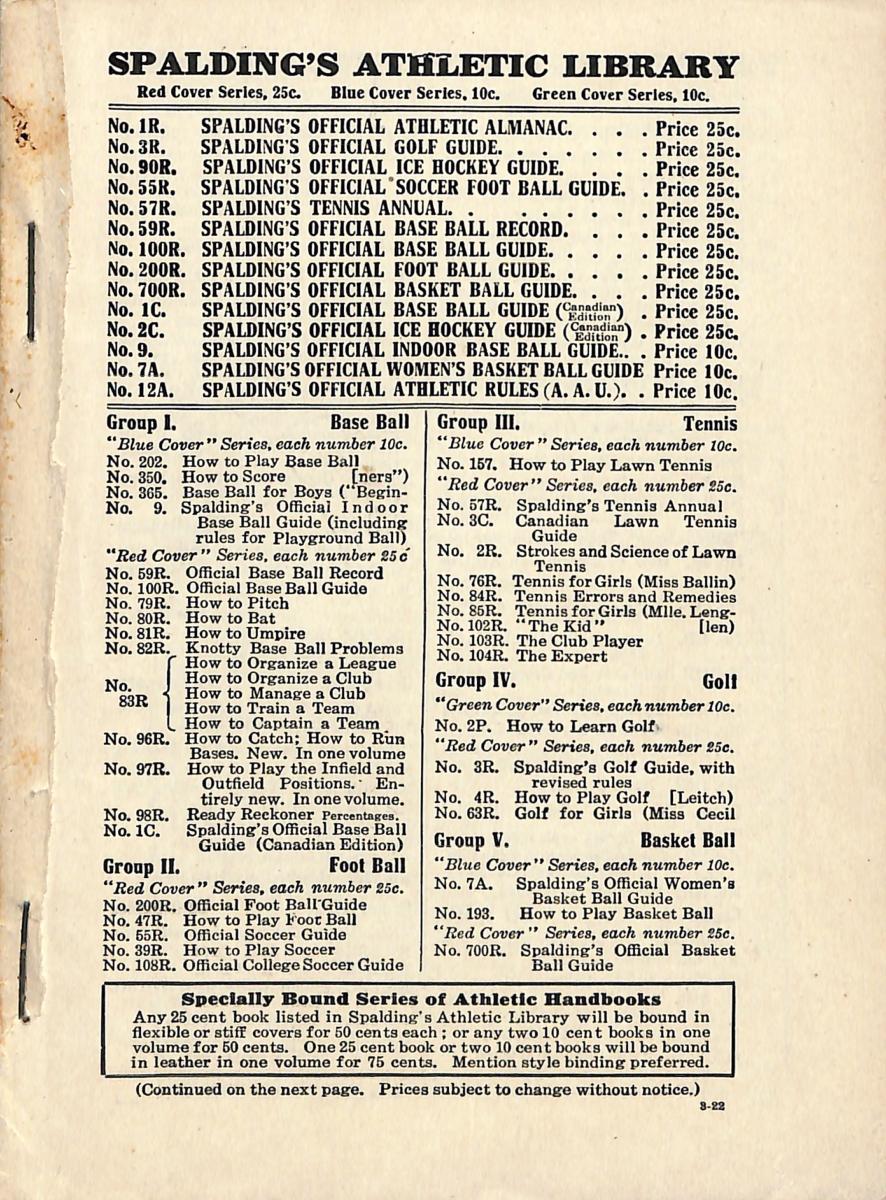 SPALDING'S ATHLETIC LIBRARY
Red Cover Series, 25c. Blue Cover Series, 10c. Green Cover Series, 10c.
No. 1R. SPALDING'S OFFICIAL ATHLETIC ALMANAC. . . . Price 25c.
No. 3R. SPALDING'S OFFICIAL GOLF GUIDE. . . . . . . Price 25c.
No. 90R. SPALDING'S OFFICIAL ICE HOCKEY GUIDE. . . . Price 25c.
No. 55R. SPALDING'S OFFICIAL SOCCER FOOT BALL GUIDE. . Price 25c.
No. 57R. SPALDING'S TENNIS ANNUAL. . . . . . . . Price 25c.
No. 59R. SPALDING'S OFFICIAL BASE BALL RECORD. . . . Price 25c.
No. 100R. SPALDING'S OFFICIAL BASE BALL GUIDE. . . . . Price 25c.
No. 200R. SPALDING'S OFFICIAL FOOT BALL GUIDE. . . . . Price 25c.
No. 700R. SPALDING'S OFFICIAL BASKET BALL GUIDE. . . . Price 25c.
No. 1C. SPALDING'S OFFICIAL BASE BALL GUIDE (Canadian Edition) . Price 25c.
No. 2C. SPALDING'S OFFICIAL ICE HOCKEY GUIDE (Canadian Edition) . Price 25c.
No. 9. SPALDING'S OFFICIAL INDOOR BASE BALL GUIDE.. . Price 10c.
No. 7A. SPALDING'S OFFICIAL WOMEN'S BASKET BALL GUIDE Price 10c.
No. 12A. SPALDING'S OFFICIAL ATHLETIC RULES (A. A. U.). . Price 10c.
Group I. Base Ball
"Blue Cover" Series, each number 10c.
No. 202. How to Play Base Ball
No. 350. How to Score [ners")
No. 365. Base Ball for Boys ("Begin-
No. 9. Spalding's Official Indoor
Base Ball Guide (including
rules for Playground Ball)
"Red Cover" Series, each number 25c
No. 59R. Official Base Ball Record
No. 100R. Official Base Ball Guide
No. 79R. How to Pitch
No. 80R. How to Bat
No. 81R. How to Umpire
No. 82R. Knotty Base Ball Problems
No. 83R { How to Organize a League
How to Organize a Club
How to Manage a Club
How to Train a Team
How to Captain a Team
No. 96R. How to Catch; How to Run
Bases. New. In one volume
No. 97R. How to Play the Infield and
Outfield Positions. En-
tirely new. In one volume.
No. 98R. Ready Reckoner Percentages.
No. 1C. Spalding's Official Base Ball
Guide (Canadian Edition)
Group II. Foot Ball
"Red Cover" Series, each number 25c.
No. 200R. Official Foot Ball Guide
No. 47R. How to Play Foot Ball
No. 55R. Official Soccer Guide
No. 39R. How to Play Soccer
No. 108R. Official College Soccer Guide
Group III. Tennis
"Blue Cover" Series, each number 10c.
No. 157. How to Play Lawn Tennis
"Red Cover" Series, each number 25c.
No. 57R. Spalding's Tennis Annual
No. 3C. Canadian Lawn Tennis
Guide
No. 2R. Strokes and Science of Lawn
Tennis
No. 76R. Tennis for Girls (Miss Ballin)
No. 84R. Tennis Errors and Remedies
No. 85R. Tennis for Girls (Mlle. Leng-
No. 102R. "The Kid" [len)
No. 103R. The Club Player
No. 104R. The Expert
Group IV. Golf
"Green Cover" Series, each number 10c.
No. 2P. How to Learn Golf
"Red Cover" Series, each number 25c.
No. 3R. Spalding's Golf Guide, with
revised rules
No. 4R. How to Play Golf [Leitch)
No. 63R. Golf for Girls (Miss Cecil
Group V. Basket Ball
"Blue Cover" Series, each number 10c.
No. 7A. Spalding's Official Women's
Basket Ball Guide
No. 193. How to Play Basket Ball
"Red Cover" Series, each number 25c.
No. 700R. Spalding's Official Basket
Ball Guide
Specially Bound Series of Athletic Handbooks
Any 25 cent book listed in Spalding's Athletic Library will be bound in
flexible or stiff covers for 50 cents each; or any two 10 cent books in one
volume for 50 cents. One 25 cent book or two 10 cent books will be bound
in leather in one volume for 75 cents. Mention style binding preferred.
(Continued on the next page. Prices subject to change without notice.)
3-22